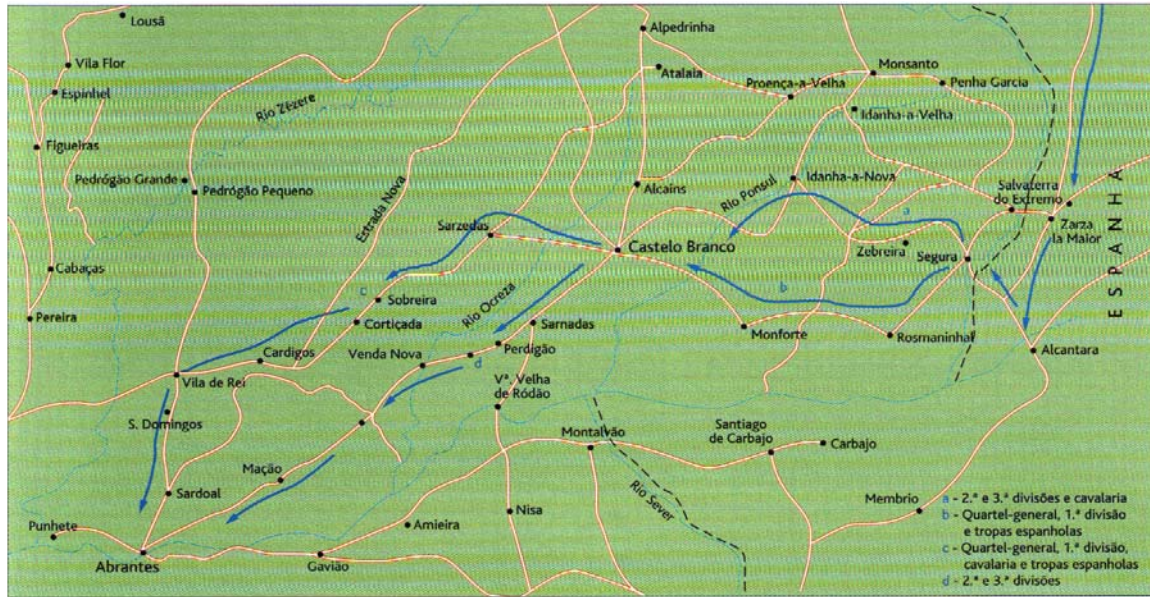 Lousã
Alpedrinha
Vila Flor
Atalaia
Monsanto
Proença-a-Velha
Penha Garcia
Espinhel
Rio Zêzere
Idanha-a-Velha
Figueiras
Pedrógão Grande
Pedrógão Pequeno
Estrada Nova
Alcains
Rio Ponsul
Idanha-a-Nova
Salvaterra
do Extremo
ESPANHA
Sarzedas
a
Zarza
la Maior
Castelo Branco
Zebreira
Segura
Cabaças
c
Sobreira
b
Rio Ocreza
Pereira
Cortiçada
Sarnadas
Monforte
Rosmaninhal
Alcantara
Cardigos
Venda Nova
d
Perdigão
Vila de Rei
Vª. Velha
de Ródão
S. Domingos
Montalvão
Santiago
de Carbajo
Carbajo
Mação
Sardoal
Rio Sever
Membrio
Punhete
Amieira
Nisa
Abrantes
Gavião
a - 2.ª e 3.ª divisões e cavalaria
b - Quartel-general, 1.ª divisão
e tropas espanholas
c - Quartel-general, 1.ª divisão,
cavalaria e tropas espanholas
d - 2.ª e 3.ª divisões